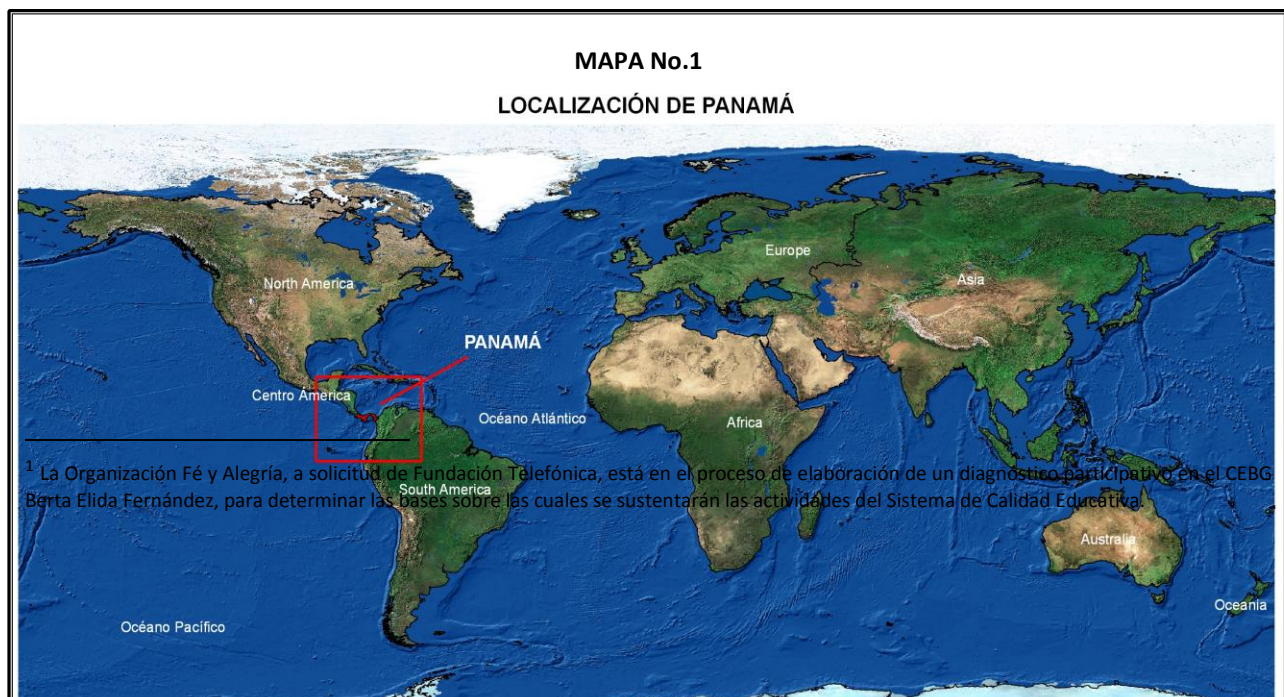 MAPA No.1
LOCALIZACIÓN DE PANAMÁ
Europe
Asia
North America
PANAMÁ
Centro América
Océano Atlántico
Africa
1 La Organización Fé y Alegría, a solicitud de Fundación Telefónica, está en el proceso de elaboración de un diagnóstico participativo en el CEBG
South America
Berta Elida Fernández, para determinar las bases sobre las cuales se sustentarán las actividades del Sistema de Calidad Educativa.
Australia
Oceania
Océano Pacífico